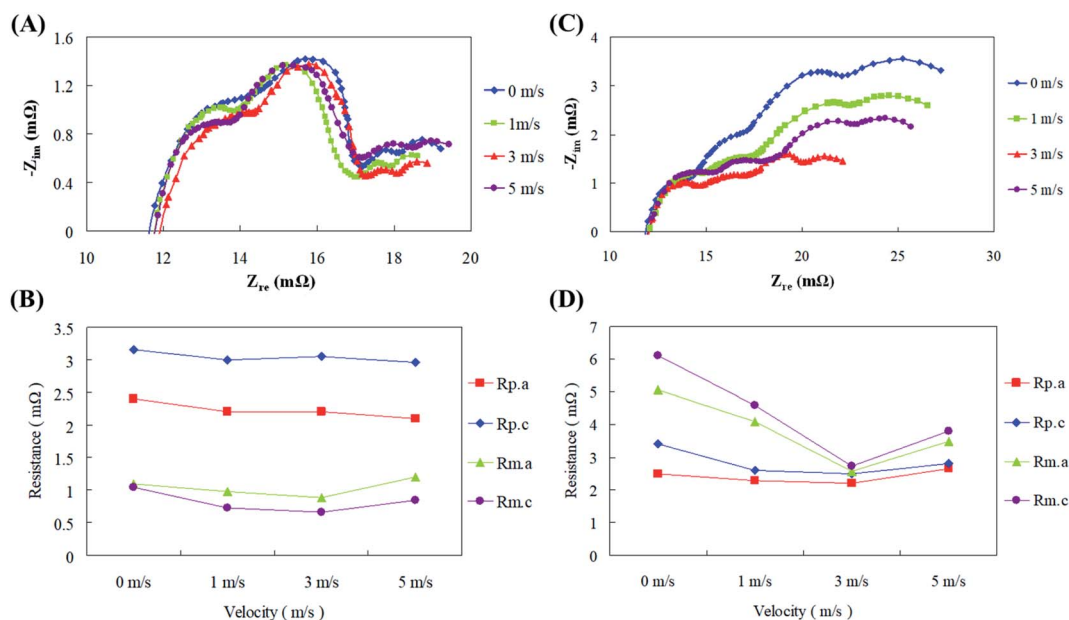 (A)
1.6
1.2
0.8
0.4
0
-Z_im (mΩ)
10 12 14 16 18 20
Z_re (mΩ)
0 m/s
1m/s
3 m/s
5 m/s
(C)
4
3
2
1
0
-Z_im (mΩ)
10 15 20 25 30
Z_re (mΩ)
0 m/s
1 m/s
3 m/s
5 m/s
(B)
3.5
3
2.5
2
1.5
1
0.5
0
Resistance (mΩ)
0 m/s 1 m/s 3 m/s 5 m/s
Velocity ( m/s )
Rp.a
Rp.c
Rm.a
Rm.c
(D)
7
6
5
4
3
2
1
0
Resistance (mΩ)
0 m/s 1 m/s 3 m/s 5 m/s
Velocity ( m/s )
Rp.a
Rp.c
Rm.a
Rm.c